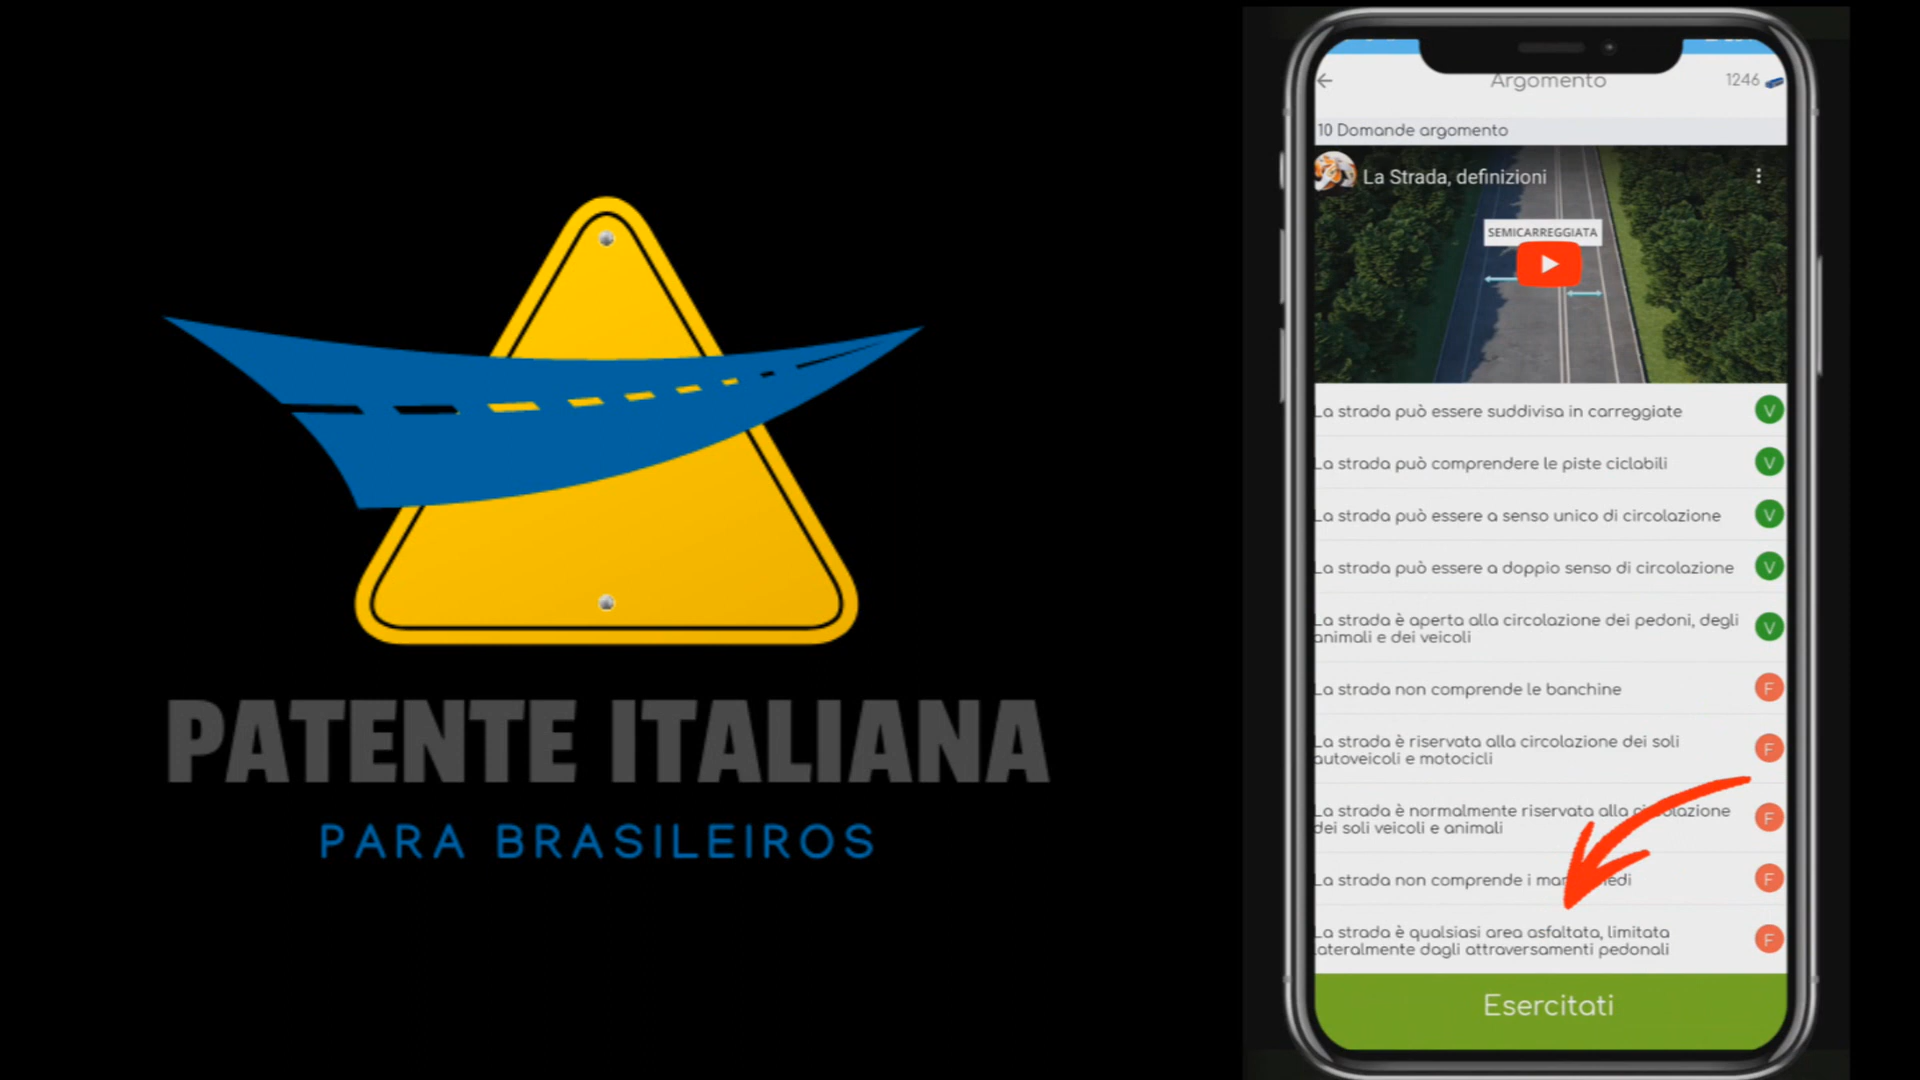 PATENTE ITALIANA
PARA BRASILEIROS
Argomento
1246
10 Domande argomento
La Strada, definizioni
SEMICARREGGIATA
La strada può essere suddivisa in carreggiate
V
La strada può comprendere le piste ciclabili
V
La strada può essere a senso unico di circolazione
V
La strada può essere a doppio senso di circolazione
V
La strada è aperta alla circolazione dei pedoni, degli
animali e dei veicoli
V
La strada non comprende le banchine
F
La strada è riservata alla circolazione dei soli
autoveicoli e motocicli
F
La strada è normalmente riservata alla circolazione
dei soli veicoli e animali
F
La strada non comprende i marciapiedi
F
La strada è qualsiasi area asfaltata, limitata
lateralmente dagli attraversamenti pedonali
F
Esercitati